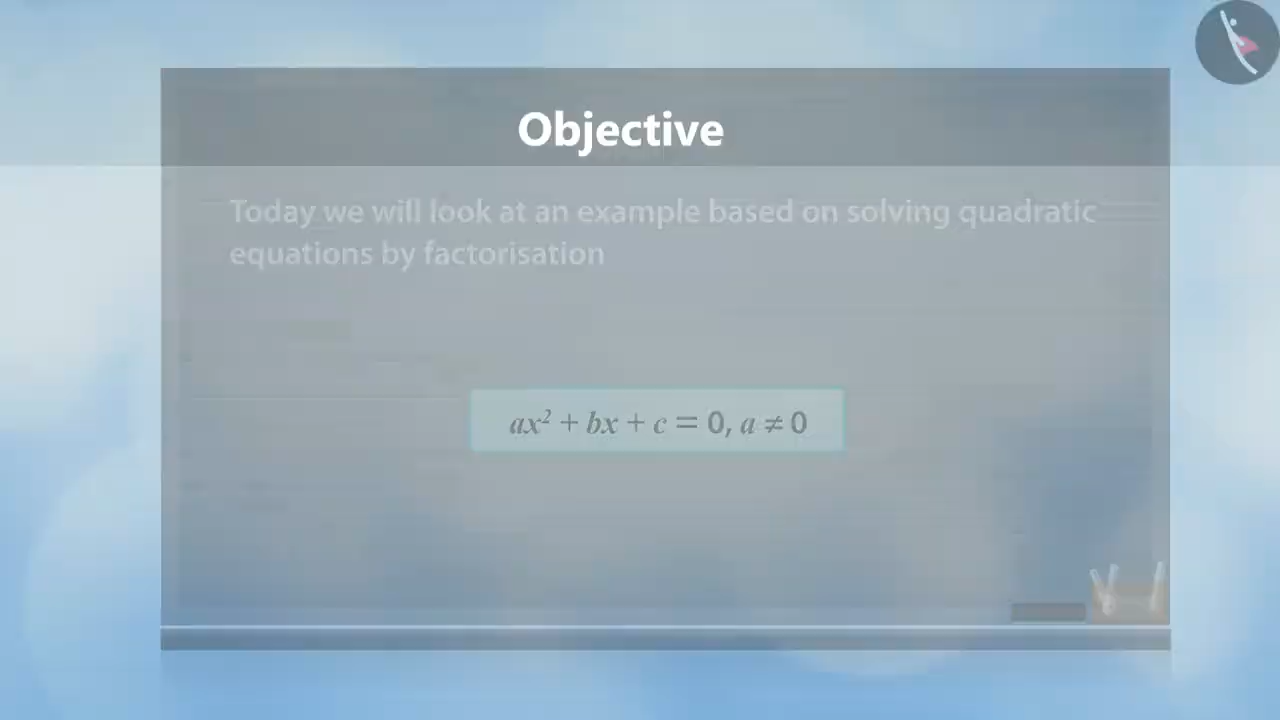 Objective
Today we will look at an example based on solving quadratic
equations by factorisation
ax² + bx + c = 0, a ≠ 0